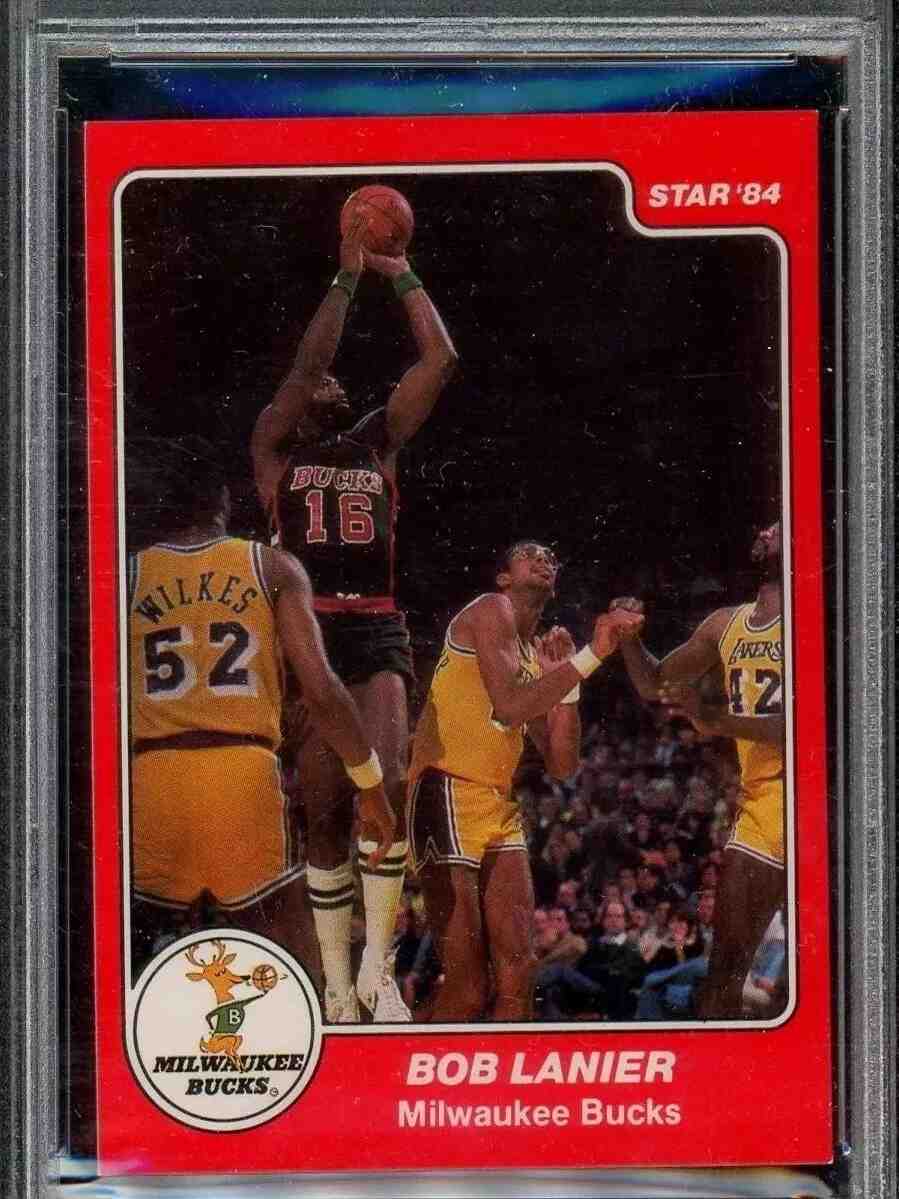 STAR '84
BUCKS
16
WILKES
52
LAKERS
42
B
MILWAUKEE
BUCKS
BOB LANIER
Milwaukee Bucks